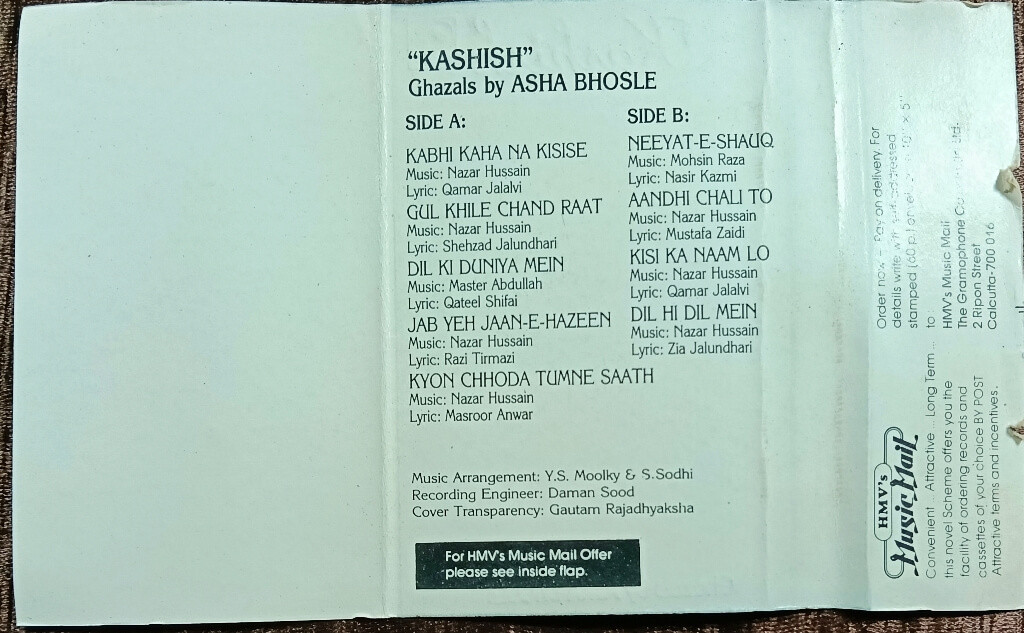 "KASHISH"
Ghazals by ASHA BHOSLE
SIDE A:
KABHI KAHA NA KISISE
Music: Nazar Hussain
Lyric: Qamar Jalalvi
GUL KHILE CHAND RAAT
Music: Nazar Hussain
Lyric: Shehzad Jalundhari
DIL KI DUNIYA MEIN
Music: Master Abdullah
Lyric: Qateel Shifai
JAB YEH JAAN-E-HAZEEN
Music: Nazar Hussain
Lyric: Razi Tirmazi
KYON CHHODA TUMNE SAATH
Music: Nazar Hussain
Lyric: Masroor Anwar
SIDE B:
NEEYAT-E-SHAUQ
Music: Mohsin Raza
Lyric: Nasir Kazmi
AANDHI CHALI TO
Music: Nazar Hussain
Lyric: Mustafa Zaidi
KISI KA NAAM LO
Music: Nazar Hussain
Lyric: Qamar Jalalvi
DIL HI DIL MEIN
Music: Nazar Hussain
Lyric: Zia Jalundhari
Music Arrangement: Y.S. Moolky & S.Sodhi
Recording Engineer: Daman Sood
Cover Transparency: Gautam Rajadhyaksha
For HMV's Music Mail Offer
please see inside flap.
HMV's
Music Mail
Convenient ... Attractive ... Long Term ...
this novel Scheme offers you the
facility of ordering records and
cassettes of your choice BY POST
Attractive terms and incentives.
Order now - Pay on delivery. For
details write with
stamped x 5"
to
HMV's Music Mail
The Gramophone Ltd.
2 Ripon Street
Calcutta-700 016